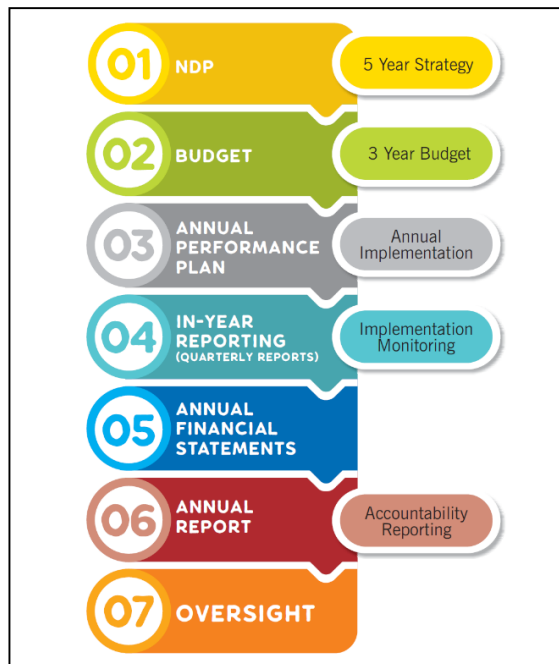 01
NDP
5 Year Strategy
02
BUDGET
3 Year Budget
03
ANNUAL
PERFORMANCE
PLAN
Annual
Implementation
04
IN-YEAR
REPORTING
(QUARTERLY REPORTS)
Implementation
Monitoring
05
ANNUAL
FINANCIAL
STATEMENTS
06
ANNUAL
REPORT
Accountability
Reporting
07
OVERSIGHT